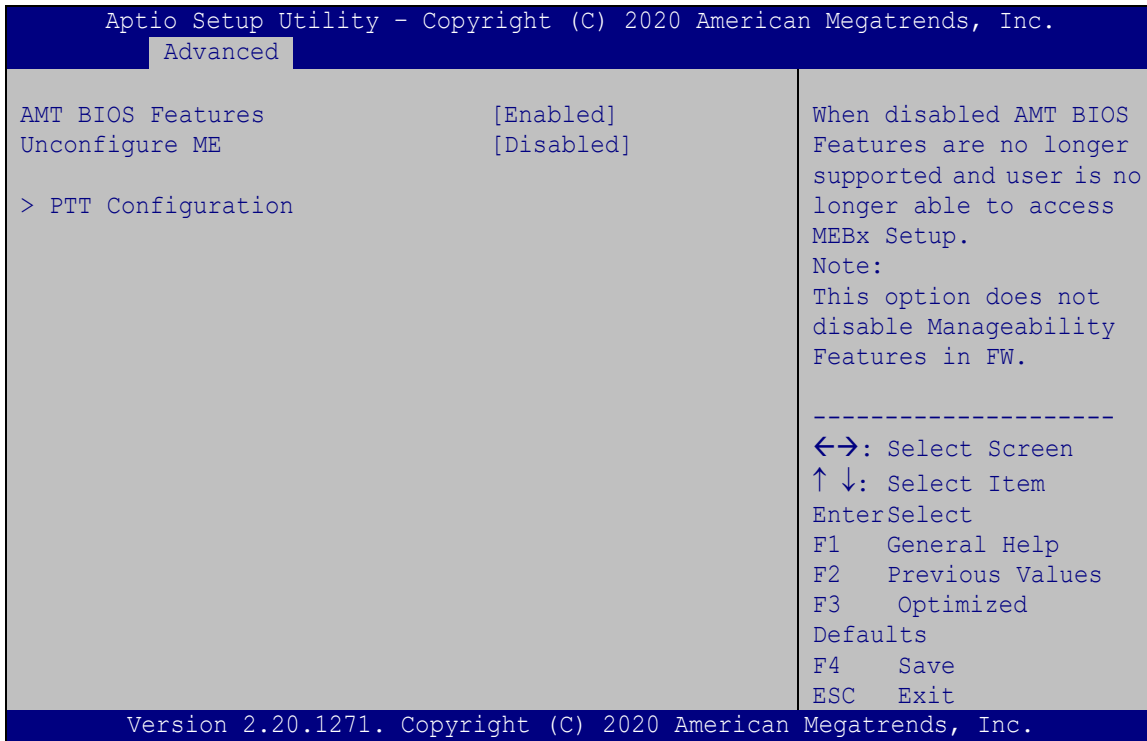 Aptio Setup Utility – Copyright (C) 2020 American Megatrends, Inc.
Advanced
AMT BIOS Features [Enabled]
Unconfigure ME [Disabled]
> PTT Configuration
When disabled AMT BIOS
Features are no longer
supported and user is no
longer able to access
MEBx Setup.
Note:
This option does not
disable Manageability
Features in FW.
---------------------
←→: Select Screen
↑ ↓: Select Item
EnterSelect
F1 General Help
F2 Previous Values
F3 Optimized
Defaults
F4 Save
ESC Exit
Version 2.20.1271. Copyright (C) 2020 American Megatrends, Inc.